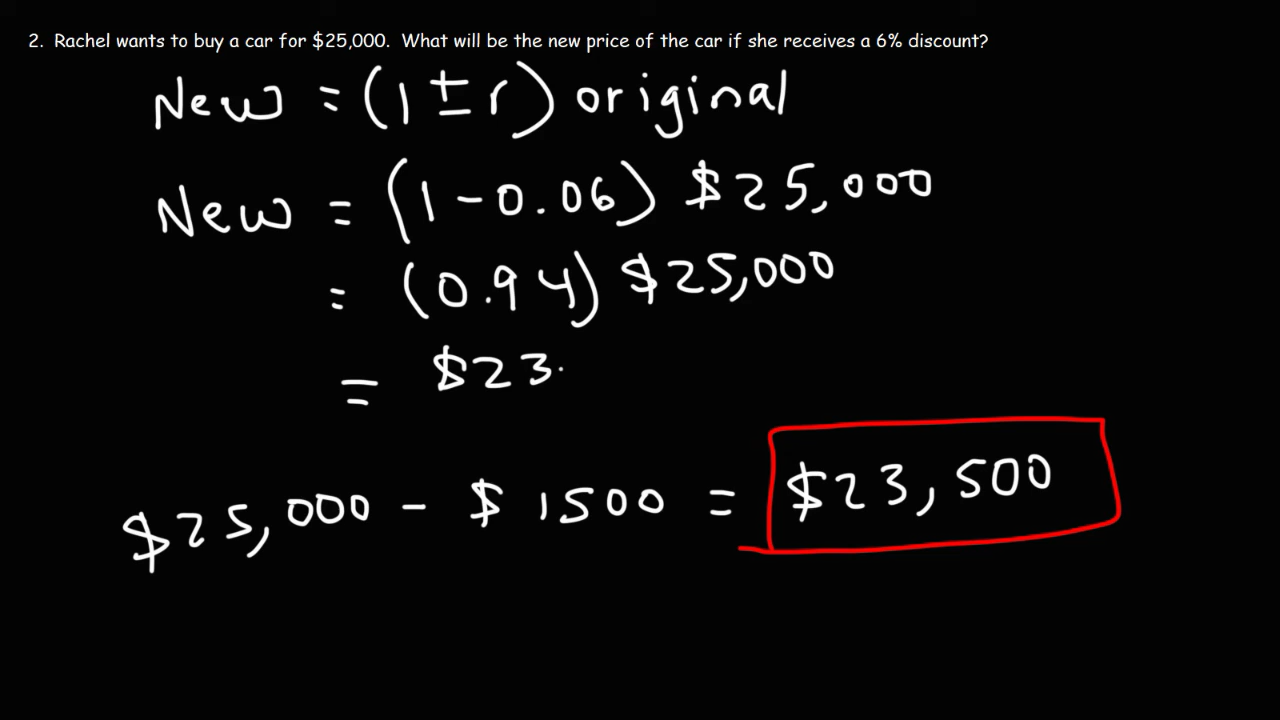 2. Rachel wants to buy a car for $25,000. What will be the new price of the car if she receives a 6% discount?
New = (1 ± r) original
New = (1 - 0.06) $25,000
= (0.94) $25,000
= $23.
$25,000 - $1500 = $23,500